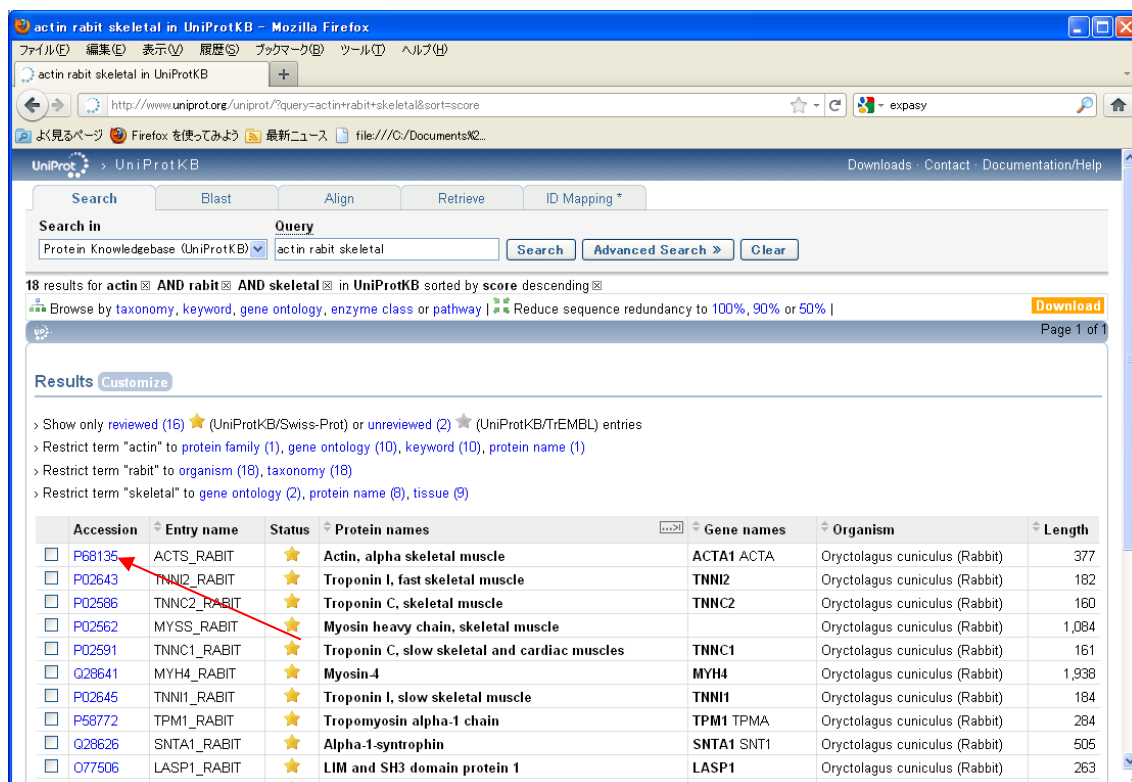 actin rabit skeletal in UniProtKB - Mozilla Firefox
ファイル(F) 編集(E) 表示(V) 履歴(S) ブックマーク(B) ツール(T) ヘルプ(H)
actin rabit skeletal in UniProtKB +
http://www.uniprot.org/uniprot/?query=actin+rabit+skeletal&sort=score expasy
よく見るページ Firefox を使ってみよう 最新ニュース file:///C:/Documents%2...
UniProt › UniProtKB Downloads · Contact · Documentation/Help
Search Blast Align Retrieve ID Mapping *
Search in Query
Protein Knowledgebase (UniProtKB) actin rabit skeletal Search Advanced Search » Clear
18 results for actin AND rabit AND skeletal in UniProtKB sorted by score descending
Browse by taxonomy, keyword, gene ontology, enzyme class or pathway | Reduce sequence redundancy to 100%, 90% or 50% | Download
Page 1 of 1
Results Customize
› Show only reviewed (16) (UniProtKB/Swiss-Prot) or unreviewed (2) (UniProtKB/TrEMBL) entries
› Restrict term "actin" to protein family (1), gene ontology (10), keyword (10), protein name (1)
› Restrict term "rabit" to organism (18), taxonomy (18)
› Restrict term "skeletal" to gene ontology (2), protein name (8), tissue (9)
Accession Entry name Status Protein names Gene names Organism Length
P68135 ACTS_RABIT Actin, alpha skeletal muscle ACTA1 ACTA Oryctolagus cuniculus (Rabbit) 377
P02643 TNNI2_RABIT Troponin I, fast skeletal muscle TNNI2 Oryctolagus cuniculus (Rabbit) 182
P02586 TNNC2_RABIT Troponin C, skeletal muscle TNNC2 Oryctolagus cuniculus (Rabbit) 160
P02562 MYSS_RABIT Myosin heavy chain, skeletal muscle Oryctolagus cuniculus (Rabbit) 1,084
P02591 TNNC1_RABIT Troponin C, slow skeletal and cardiac muscles TNNC1 Oryctolagus cuniculus (Rabbit) 161
Q28641 MYH4_RABIT Myosin-4 MYH4 Oryctolagus cuniculus (Rabbit) 1,938
P02645 TNNI1_RABIT Troponin I, slow skeletal muscle TNNI1 Oryctolagus cuniculus (Rabbit) 184
P58772 TPM1_RABIT Tropomyosin alpha-1 chain TPM1 TPMA Oryctolagus cuniculus (Rabbit) 284
Q28626 SNTA1_RABIT Alpha-1-syntrophin SNTA1 SNT1 Oryctolagus cuniculus (Rabbit) 505
O77506 LASP1_RABIT LIM and SH3 domain protein 1 LASP1 Oryctolagus cuniculus (Rabbit) 263